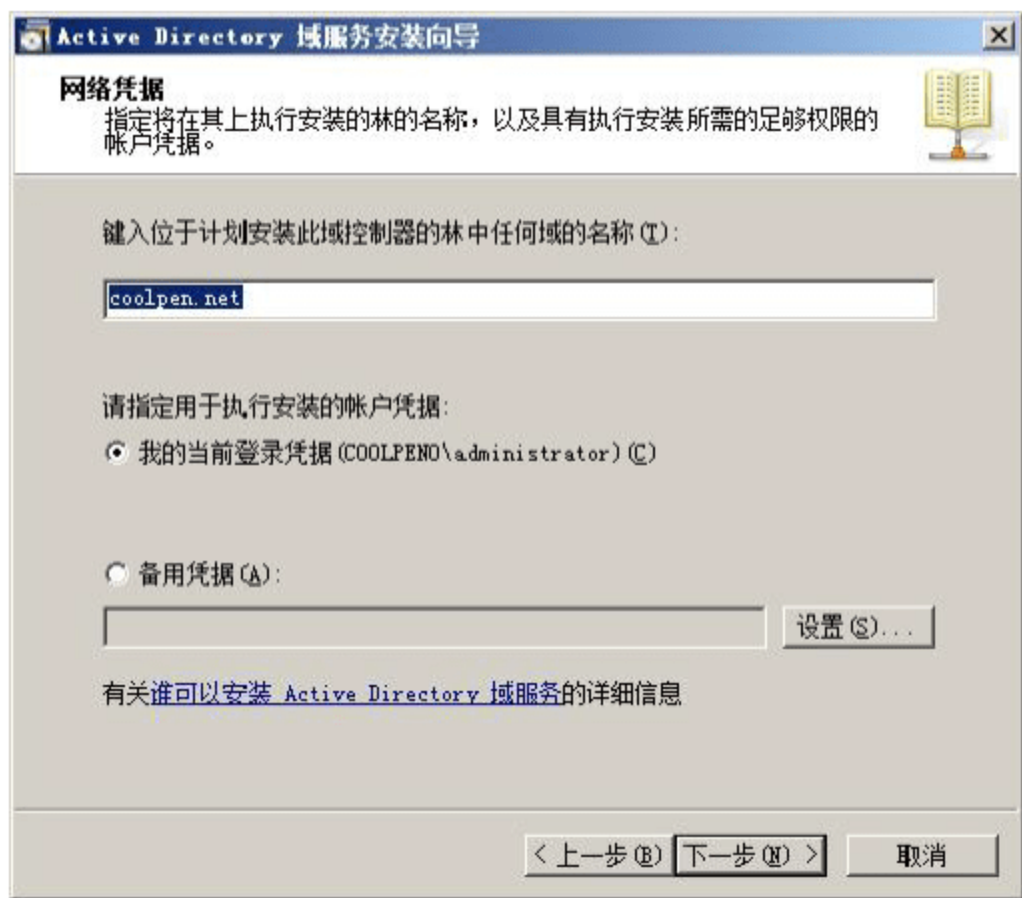 Active Directory 域服务安装向导
网络凭据
指定将在其上执行安装的林的名称，以及具有执行安装所需的足够权限的
帐户凭据。
键入位于计划安装此域控制器的林中任何域的名称(T)：
coolpen.net
请指定用于执行安装的帐户凭据：
我的当前登录凭据(COOLPEN0\administrator)(C)
备用凭据(A)：
设置(S)...
有关谁可以安装 Active Directory 域服务的详细信息
< 上一步(B) 下一步(N) > 取消